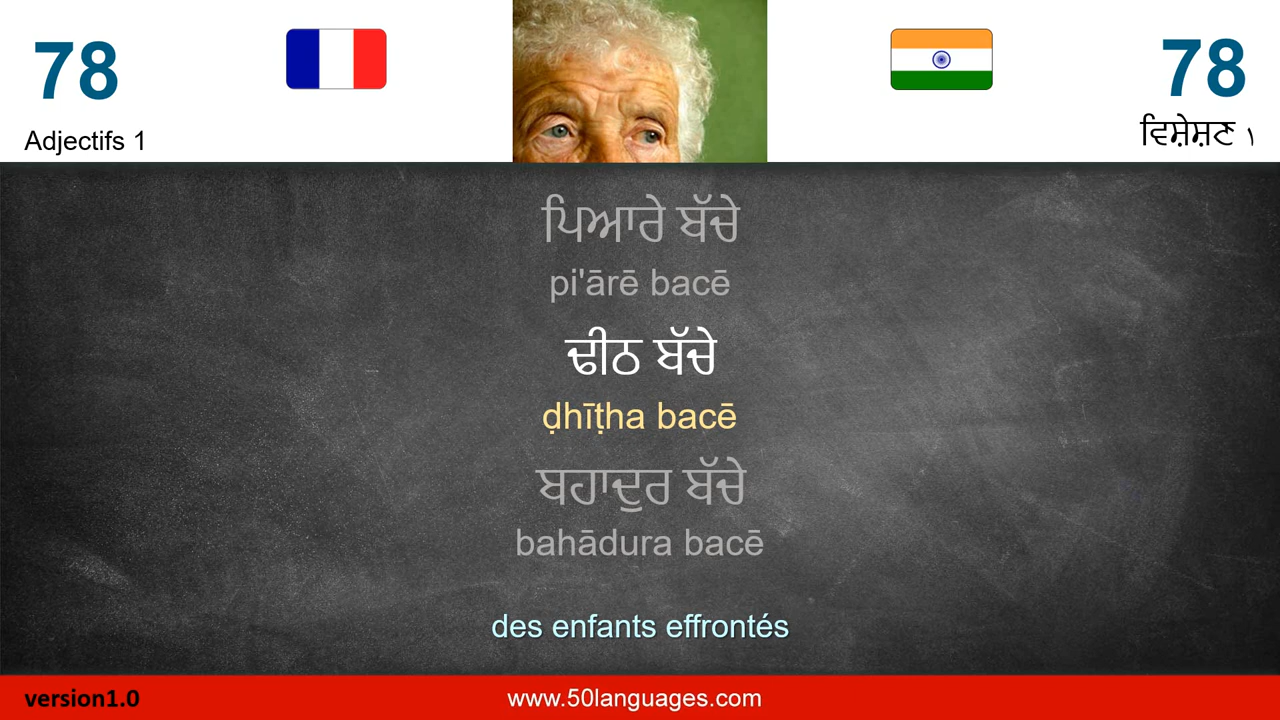 78
Adjectifs 1
78
ਵਿਸ਼ੇਸ਼ਣ ੧
ਪਿਆਰੇ ਬੱਚੇ
pi'ārē bacē
ਢੀਠ ਬੱਚੇ
ḍhīṭha bacē
ਬਹਾਦੁਰ ਬੱਚੇ
bahādura bacē
des enfants effrontés
version1.0
www.50languages.com